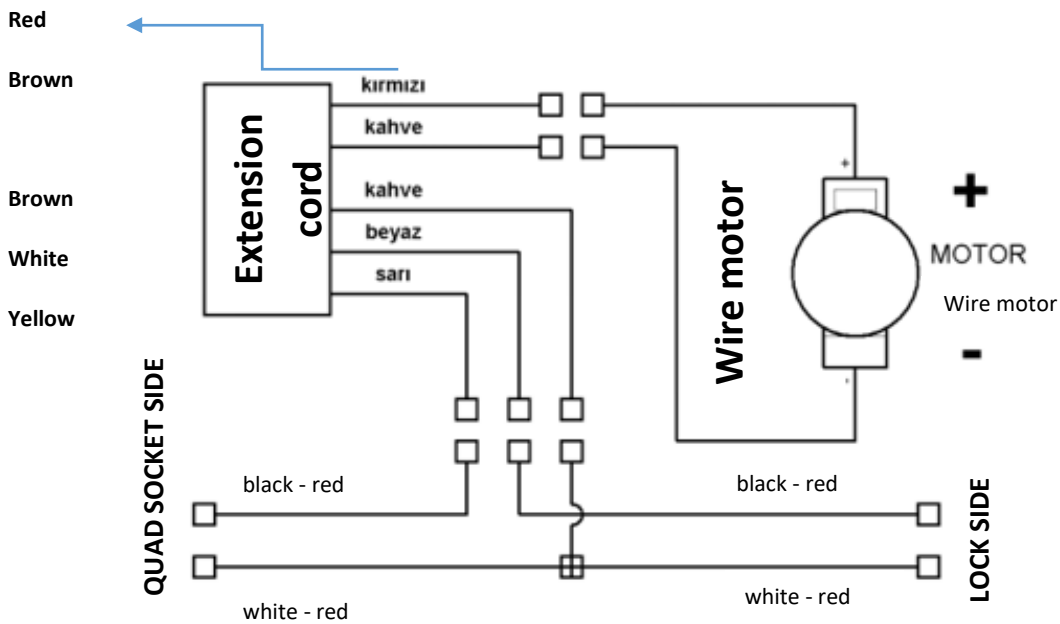 Red
Brown
Brown
White
Yellow
Extension
cord
kırmızı
kahve
kahve
beyaz
sarı
Wire motor
+
+
MOTOR
Wire motor
-
-
QUAD SOCKET SIDE
black - red
black - red
white - red
white - red
LOCK SIDE